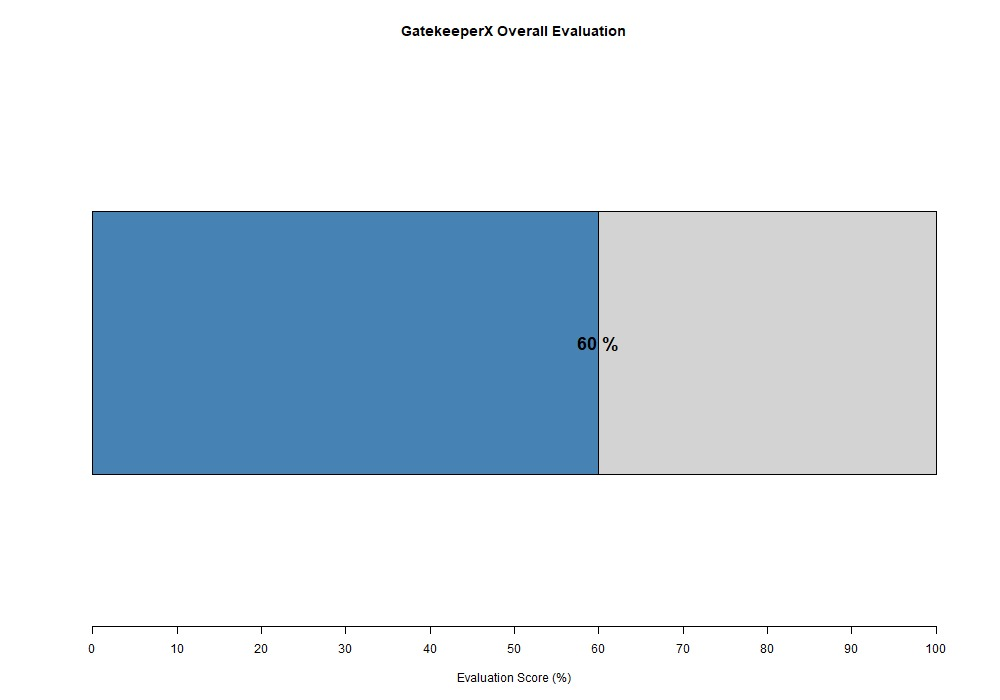 GatekeeperX Overall Evaluation
60 %
0 10 20 30 40 50 60 70 80 90 100
Evaluation Score (%)